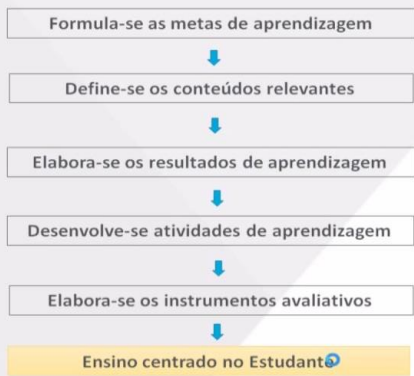 Formula-se as metas de aprendizagem
Define-se os conteúdos relevantes
Elabora-se os resultados de aprendizagem
Desenvolve-se atividades de aprendizagem
Elabora-se os instrumentos avaliativos
Ensino centrado no Estudante